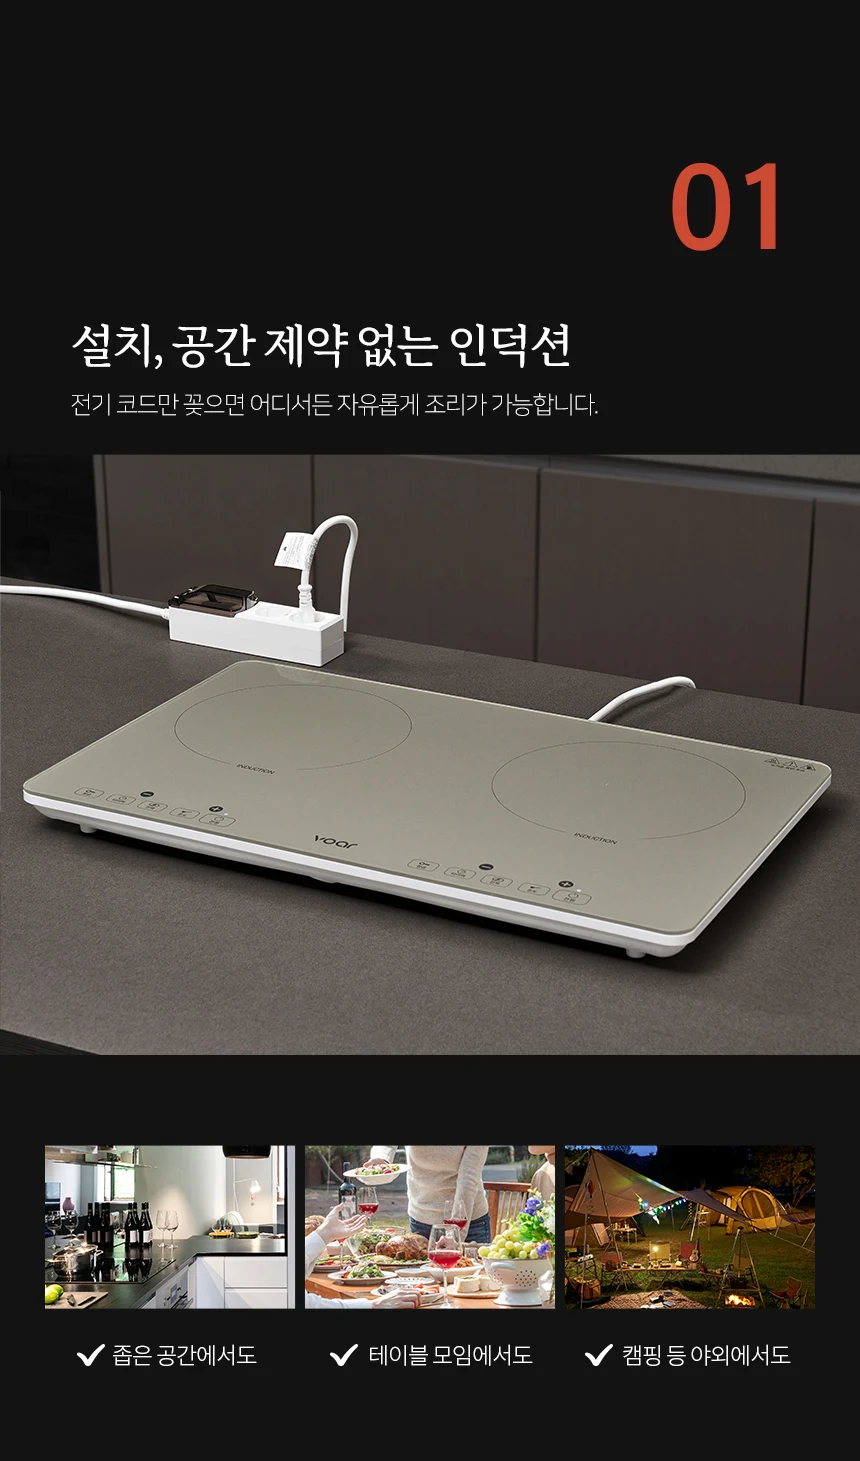 01
설치, 공간 제약 없는 인덕션
전기 코드만 꽂으면 어디서든 자유롭게 조리가 가능합니다.
INDUCTION
INDUCTION
voar
좁은 공간에서도
테이블 모임에서도
캠핑 등 야외에서도